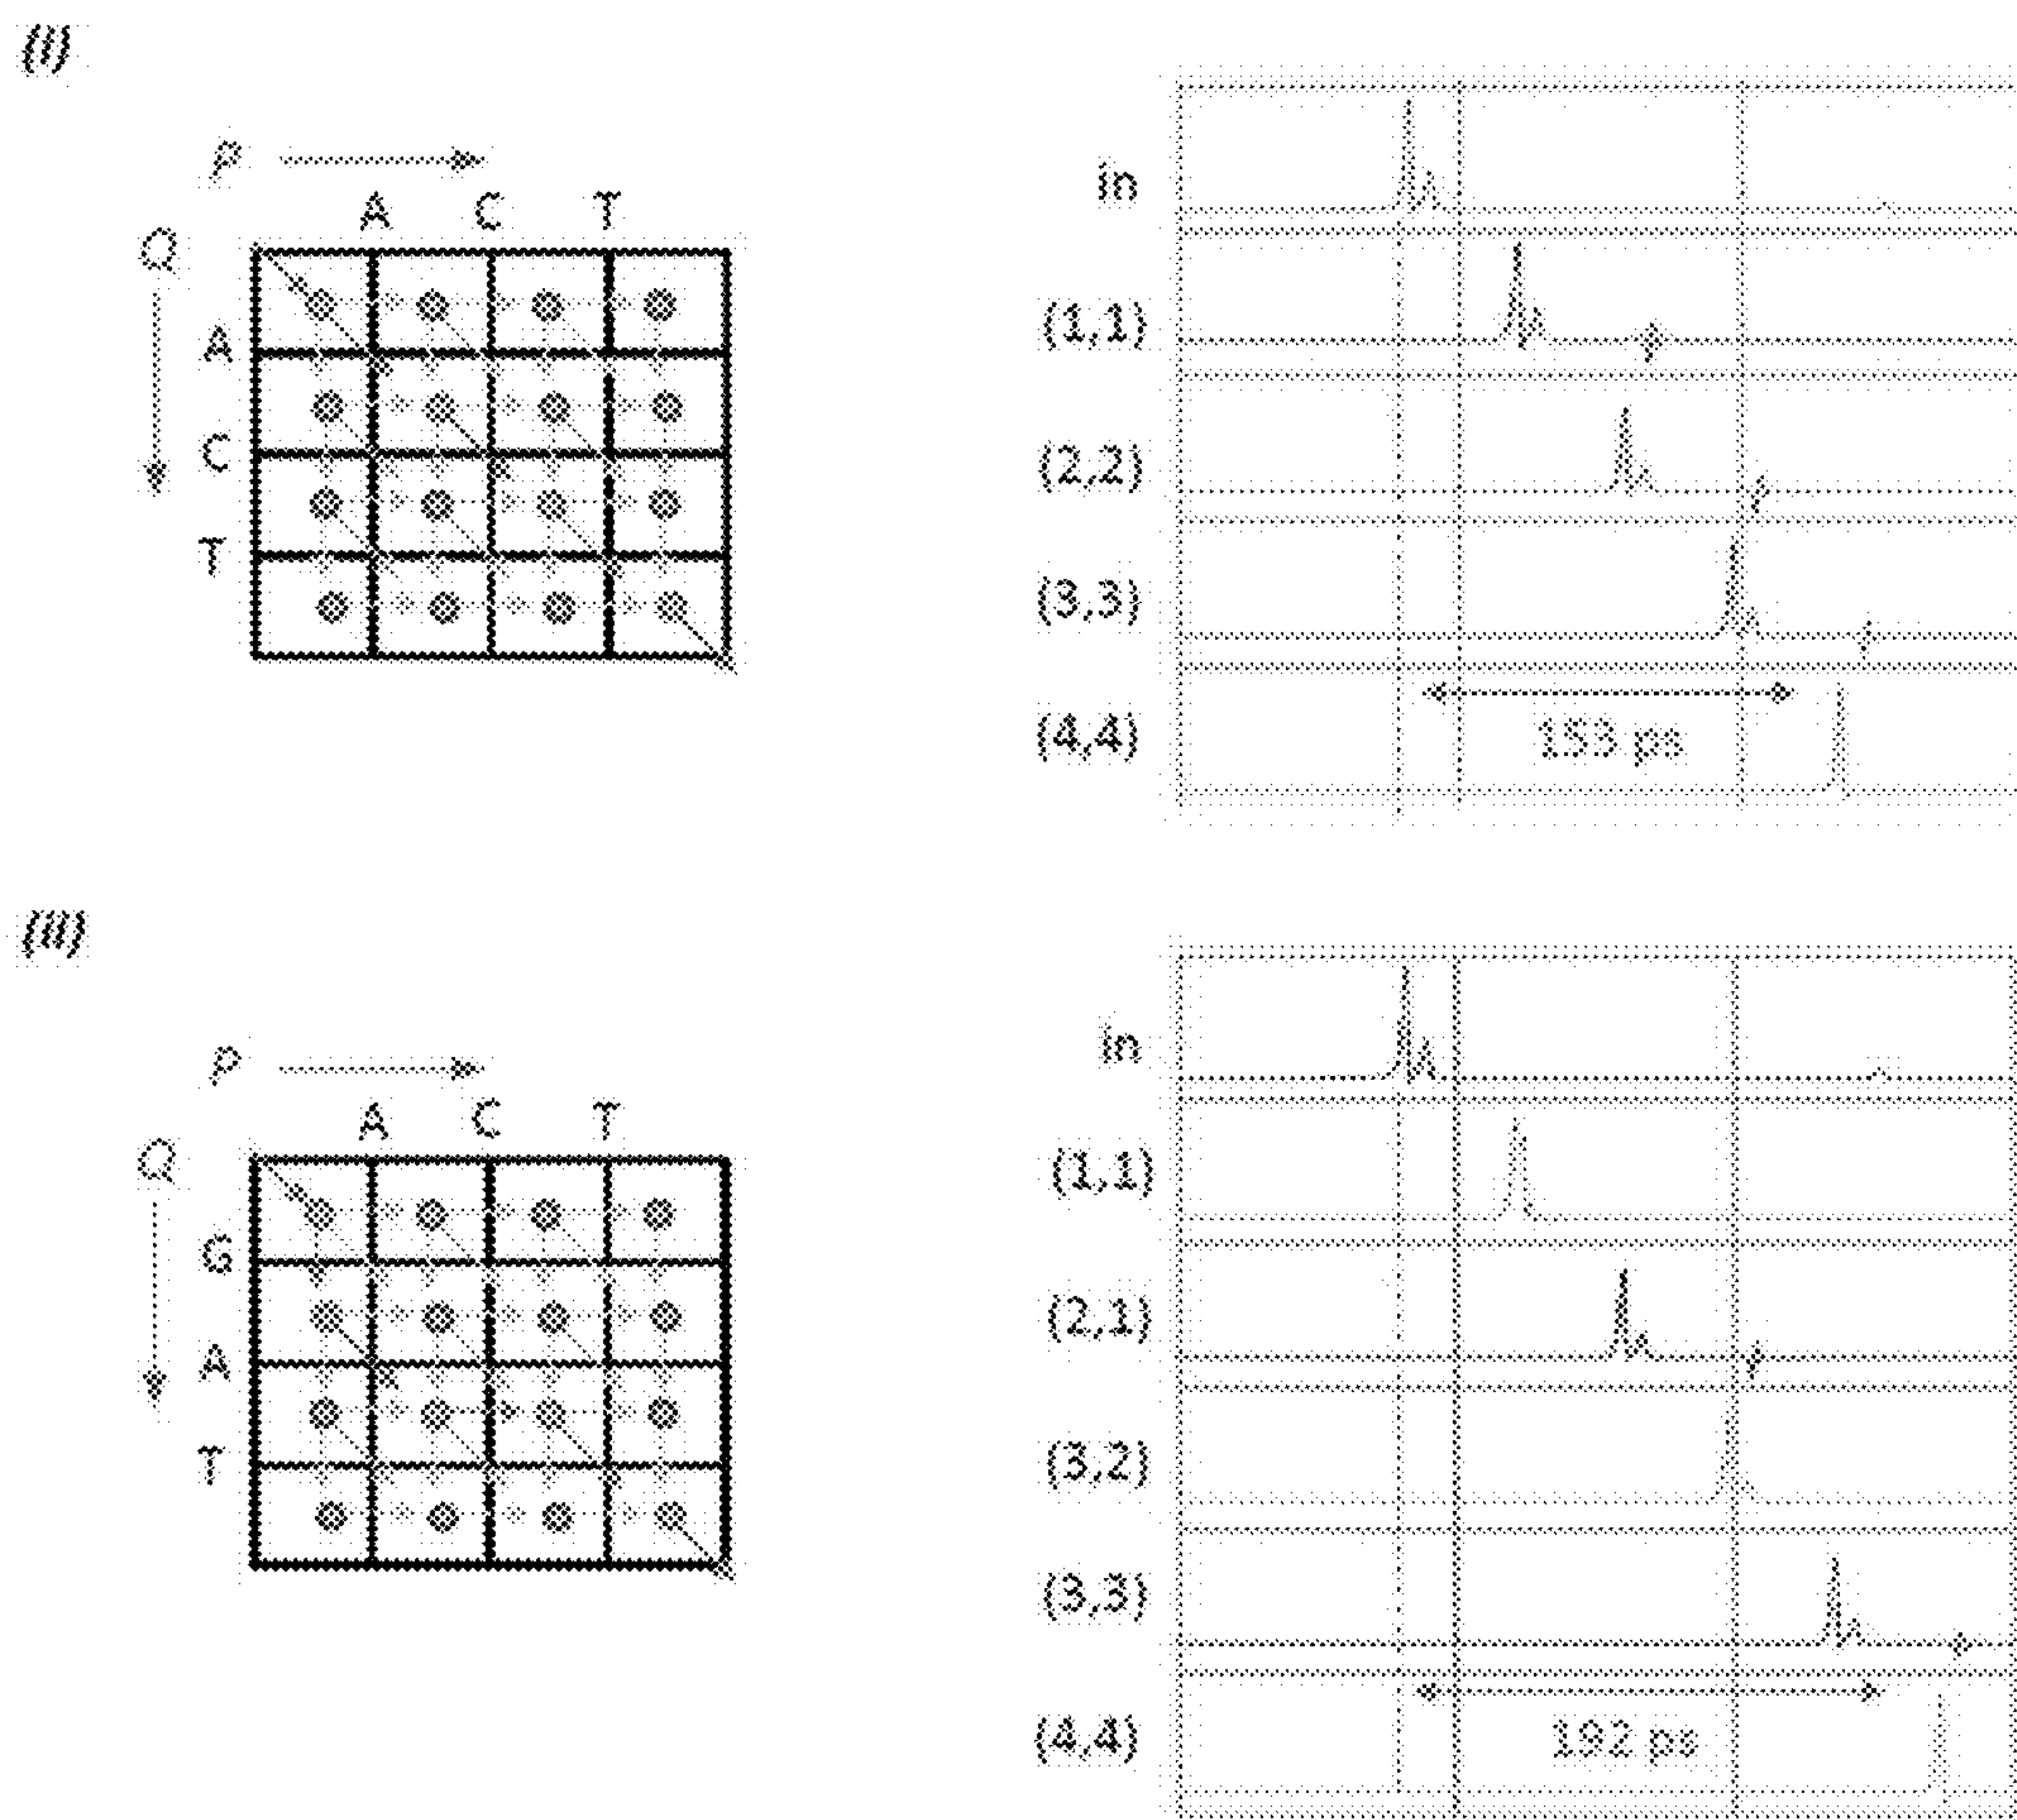 (i)
P
A C T
Q
A
C
T
in
(1,1)
(2,2)
(3,3)
(4,4)
153 ps
(ii)
P
A C T
Q
G
A
T
in
(1,1)
(2,1)
(3,2)
(3,3)
(4,4)
192 ps